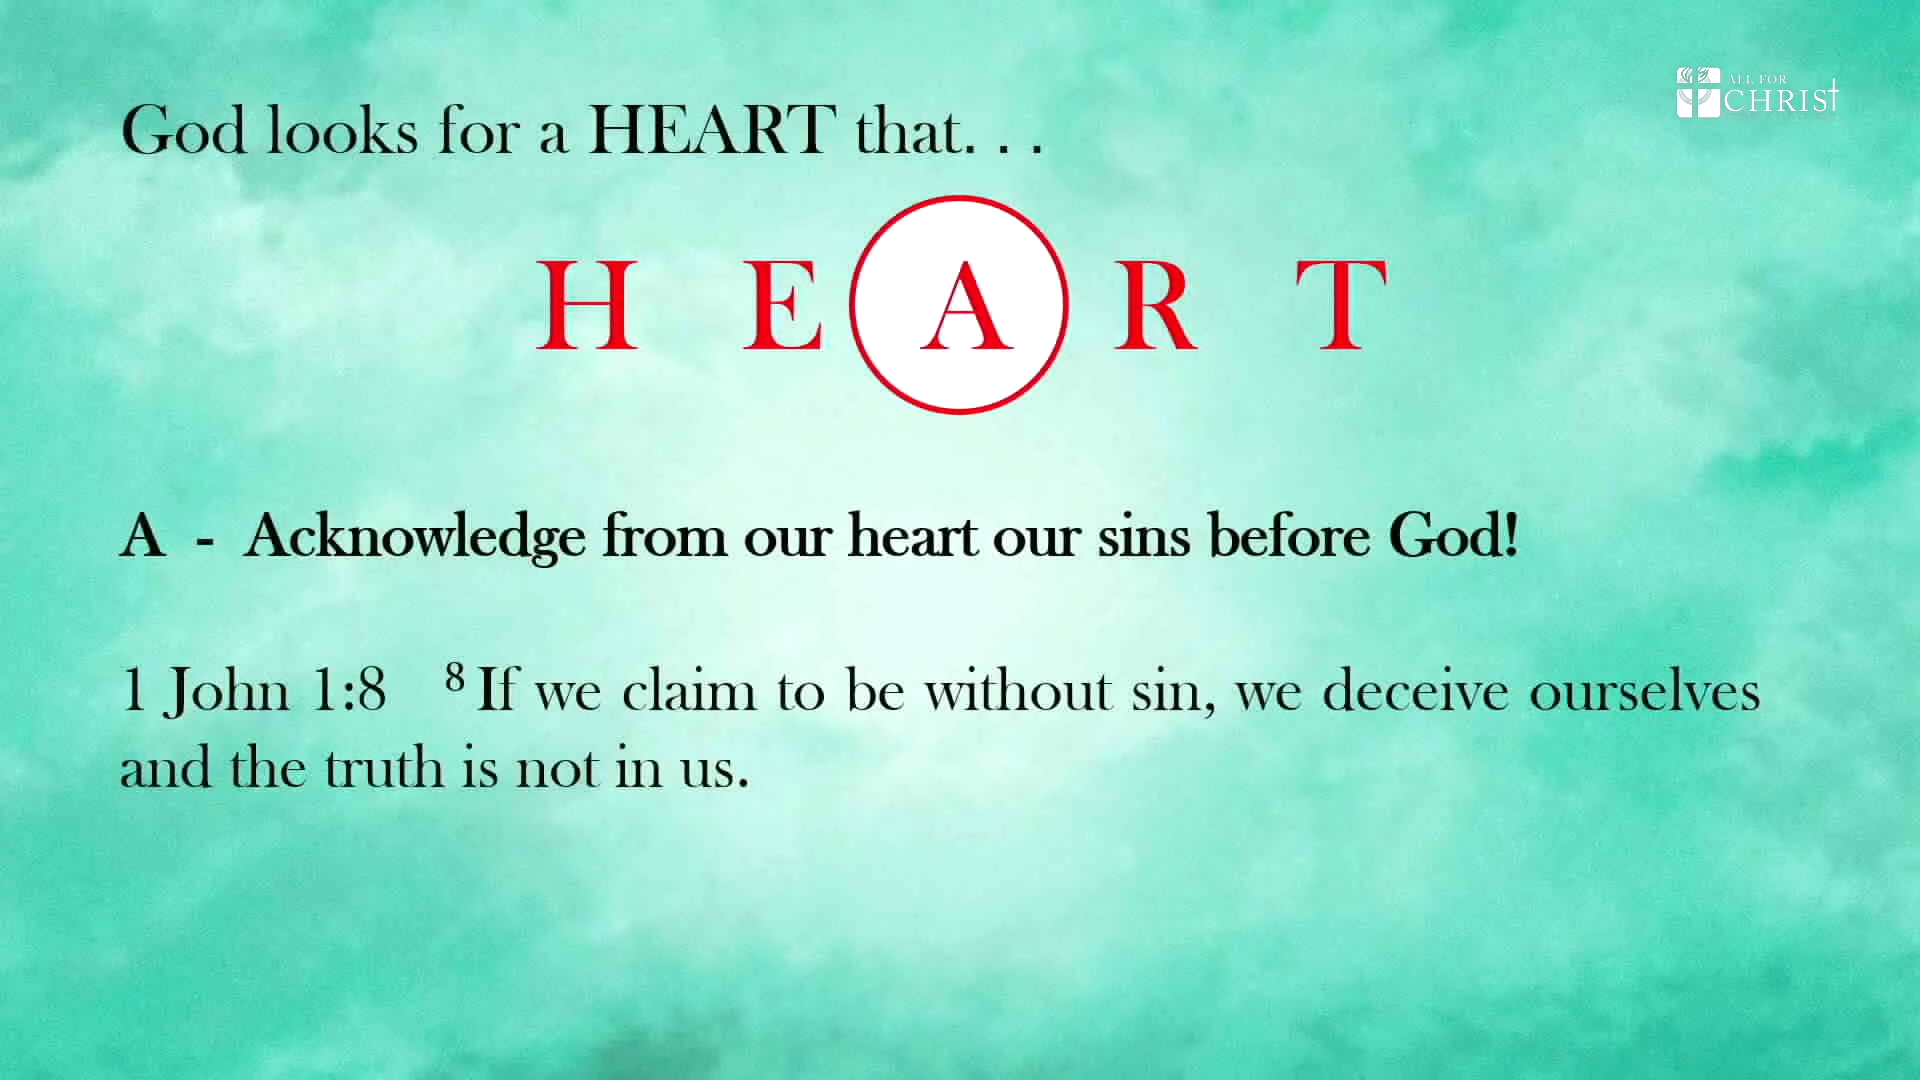 ALL FOR
CHRIST
God looks for a HEART that. . .
H E A R T
A - Acknowledge from our heart our sins before God!
1 John 1:8 8 If we claim to be without sin, we deceive ourselves
and the truth is not in us.